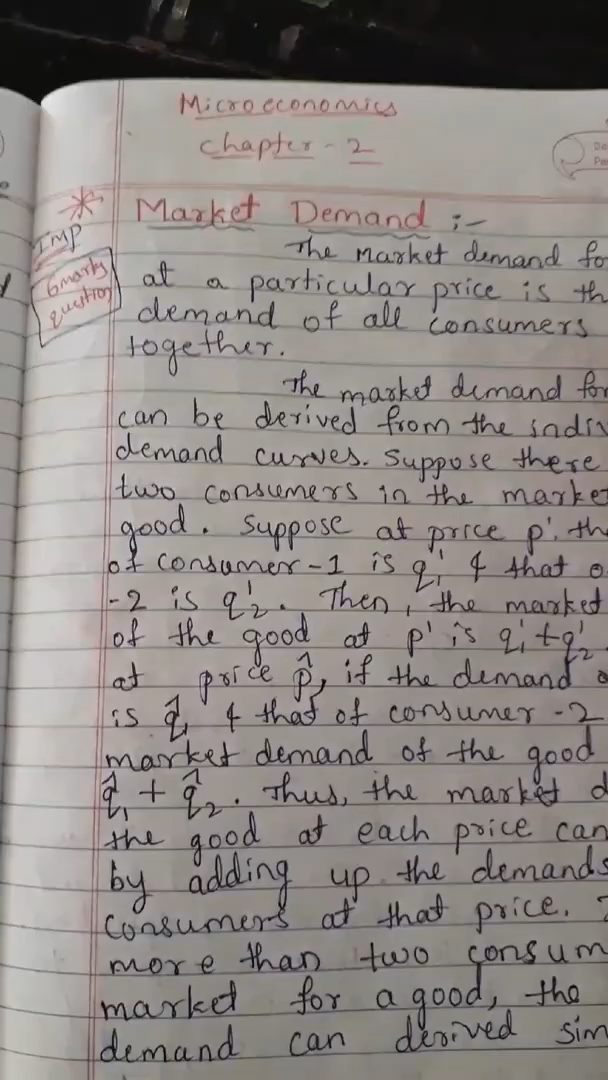 Microeconomics
Chapter - 2
* Market Demand :-
IMP
6 marks
question
The market demand fo
at a particular price is th
demand of all consumers
together.
The market demand for
can be derived from the indiv
demand curves. Suppose there
two consumers in the market
good. Suppose at price p'. the
of consumer-1 is q'₁ & that o
-2 is q'₂. Then, the market
of the good at p' is q'₁ + q'₂.
at price p̂, if the demand o
is q̂₁ & that of consumer -2
market demand of the good
q̂₁ + q̂₂. Thus, the market d
the good at each price can
by adding up the demands
consumers at that price.
more than two consum
market for a good, the
demand can derived sim